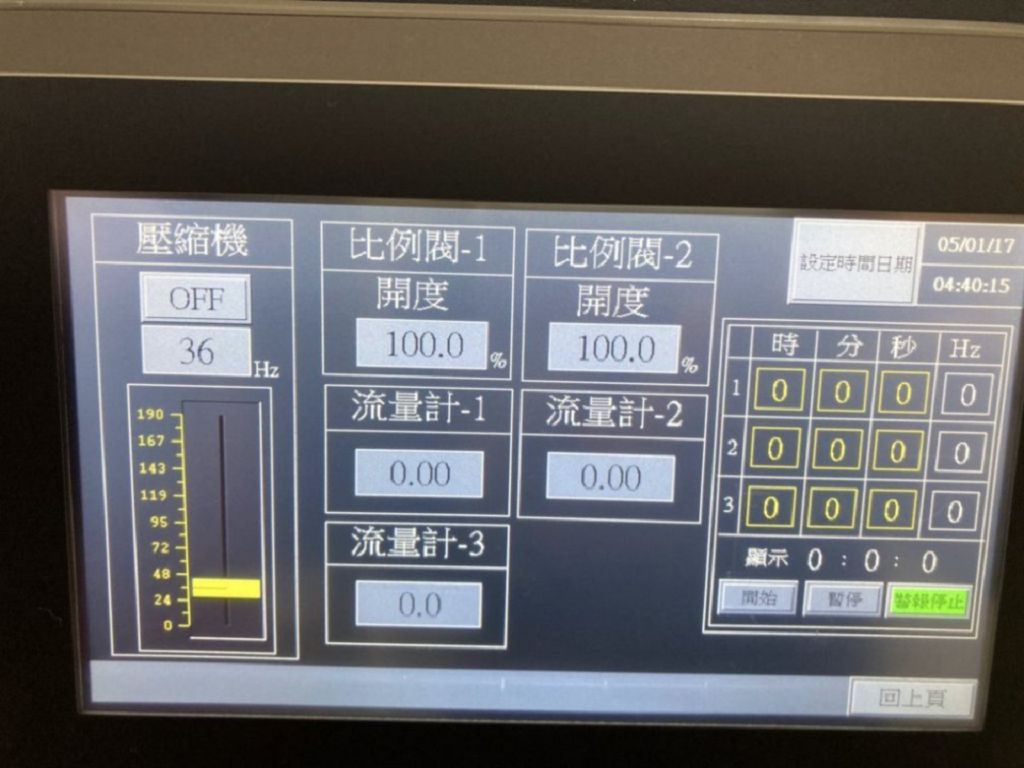 壓縮機
OFF
36 Hz
190
167
143
119
95
72
48
24
0
比例閥-1
開度
100.0 %
比例閥-2
開度
100.0 %
流量計-1
0.00
流量計-2
0.00
流量計-3
0.0
設定時間日期
05/01/17
04:40:15
時 分 秒 Hz
1 0 0 0 0
2 0 0 0 0
3 0 0 0 0
顯示 0 : 0 : 0
開始 暫停 警報停止
回上頁